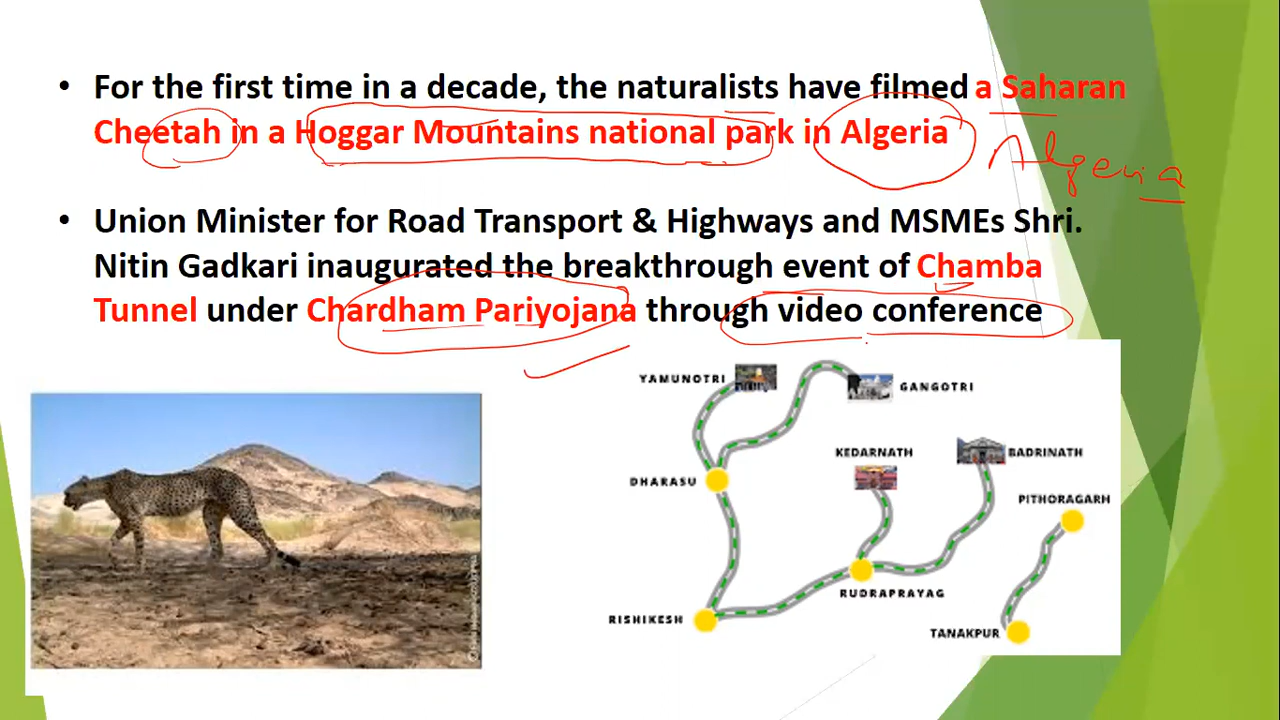 • For the first time in a decade, the naturalists have filmed a Saharan
Cheetah in a Hoggar Mountains national park in Algeria
Algeria
• Union Minister for Road Transport & Highways and MSMEs Shri.
Nitin Gadkari inaugurated the breakthrough event of Chamba
Tunnel under Chardham Pariyojana through video conference
YAMUNOTRI
GANGOTRI
KEDARNATH
BADRINATH
DHARASU
PITHORAGARH
RUDRAPRAYAG
RISHIKESH
TANAKPUR